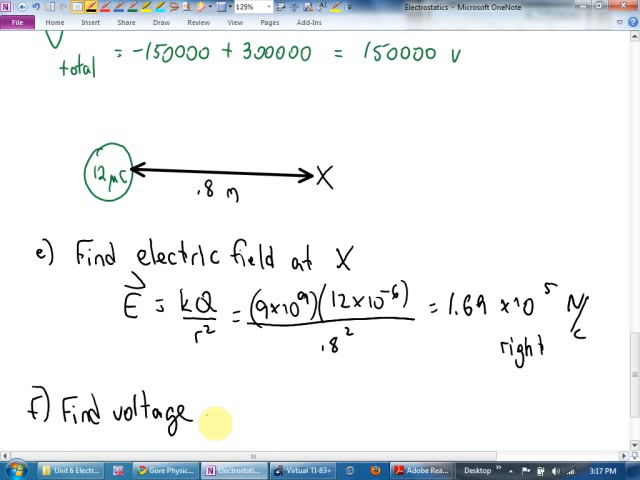 Electrostatics - Microsoft OneNote
125%
File Home Insert Share Draw Review View Add-Ins
V total = -150000 + 300000 = 150000 v
12 μC
.8 m
X
e) Find electric field at X
E = kQ/r² = (9×10⁹)(12×10⁻⁶)/.8² = 1.69 ×10⁵ N/c
right
f) Find voltage
Unit 6 Electr... Gore Physic... Electrostati... Virtual TI-83+ Adobe Rea... Desktop 3:17 PM